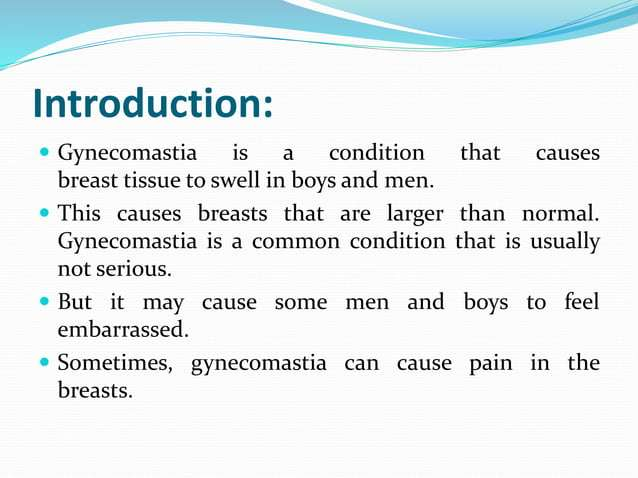 Introduction:
• Gynecomastia is a condition that causes
breast tissue to swell in boys and men.
• This causes breasts that are larger than normal.
Gynecomastia is a common condition that is usually
not serious.
• But it may cause some men and boys to feel
embarrassed.
• Sometimes, gynecomastia can cause pain in the
breasts.